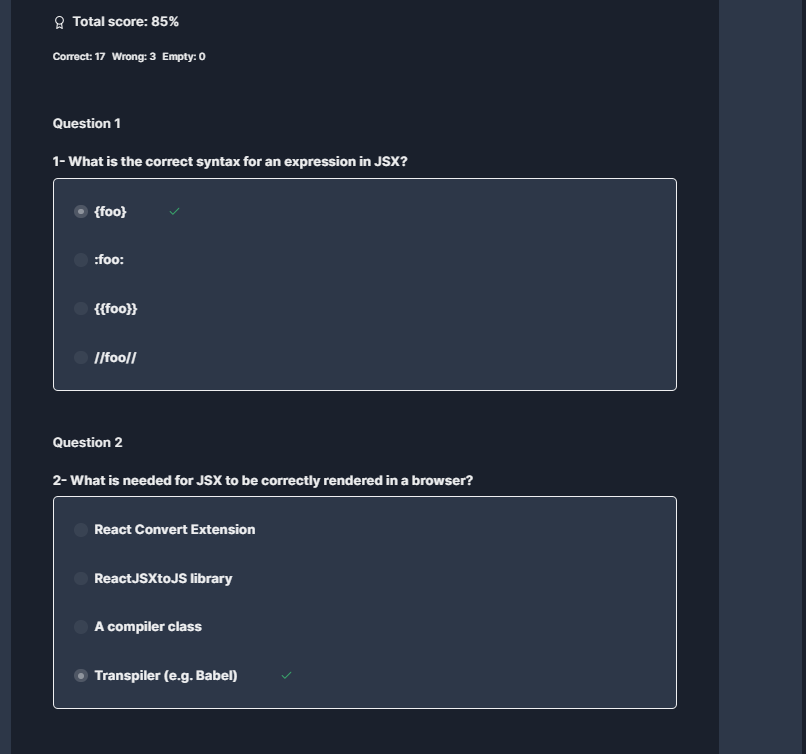 Total score: 85%
Correct: 17 Wrong: 3 Empty: 0
Question 1
1- What is the correct syntax for an expression in JSX?
{foo}
:foo:
{{foo}}
//foo//
Question 2
2- What is needed for JSX to be correctly rendered in a browser?
React Convert Extension
ReactJSXtoJS library
A compiler class
Transpiler (e.g. Babel)